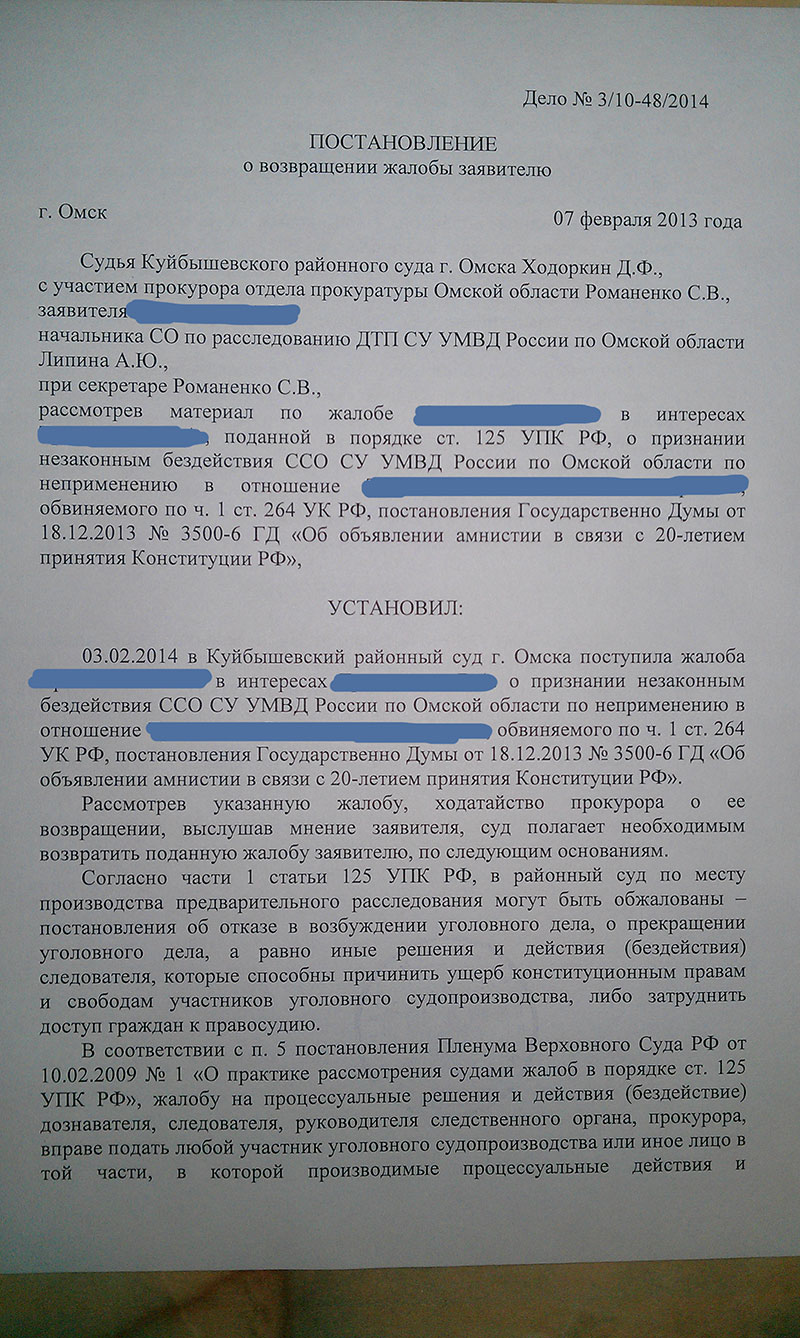 Дело № 3/10-48/2014
ПОСТАНОВЛЕНИЕ
о возвращении жалобы заявителю
г. Омск
07 февраля 2013 года
Судья Куйбышевского районного суда г. Омска Ходоркин Д.Ф.,
с участием прокурора отдела прокуратуры Омской области Романенко С.В.,
заявителя
начальника СО по расследованию ДТП СУ УМВД России по Омской области
Липина А.Ю.,
при секретаре Романенко С.В.,
рассмотрев материал по жалобе в интересах
, поданной в порядке ст. 125 УПК РФ, о признании
незаконным бездействия ССО СУ УМВД России по Омской области по
неприменению в отношение ,
обвиняемого по ч. 1 ст. 264 УК РФ, постановления Государственно Думы от
18.12.2013 № 3500-6 ГД «Об объявлении амнистии в связи с 20-летием
принятия Конституции РФ»,
УСТАНОВИЛ:
03.02.2014 в Куйбышевский районный суд г. Омска поступила жалоба
в интересах о признании незаконным
бездействия ССО СУ УМВД России по Омской области по неприменению в
отношение обвиняемого по ч. 1 ст. 264
УК РФ, постановления Государственно Думы от 18.12.2013 № 3500-6 ГД «Об
объявлении амнистии в связи с 20-летием принятия Конституции РФ».
Рассмотрев указанную жалобу, ходатайство прокурора о ее
возвращении, выслушав мнение заявителя, суд полагает необходимым
возвратить поданную жалобу заявителю, по следующим основаниям.
Согласно части 1 статьи 125 УПК РФ, в районный суд по месту
производства предварительного расследования могут быть обжалованы –
постановления об отказе в возбуждении уголовного дела, о прекращении
уголовного дела, а равно иные решения и действия (бездействия)
следователя, которые способны причинить ущерб конституционным правам
и свободам участников уголовного судопроизводства, либо затруднить
доступ граждан к правосудию.
В соответствии с п. 5 постановления Пленума Верховного Суда РФ от
10.02.2009 № 1 «О практике рассмотрения судами жалоб в порядке ст. 125
УПК РФ», жалобу на процессуальные решения и действия (бездействие)
дознавателя, следователя, руководителя следственного органа, прокурора,
вправе подать любой участник уголовного судопроизводства или иное лицо в
той части, в которой производимые процессуальные действия и